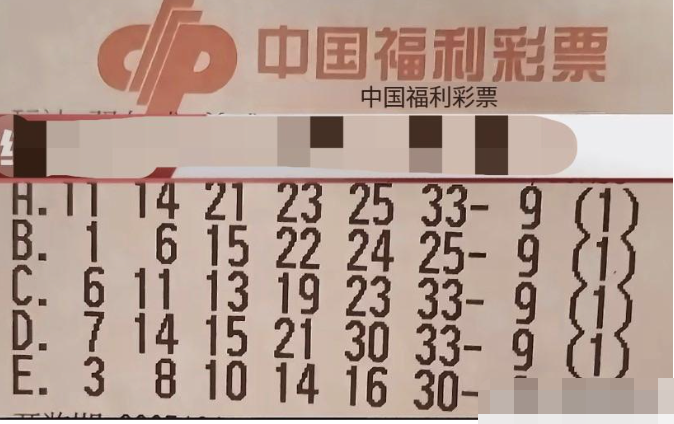 中国福利彩票
中国福利彩票
11 14 21 23 25 33- 9 (1)
B. 1 6 15 22 24 25- 9 (1)
C. 6 11 13 19 23 33- 9 (1)
D. 7 14 15 21 30 33- 9 (1)
E. 3 8 10 14 16 30-